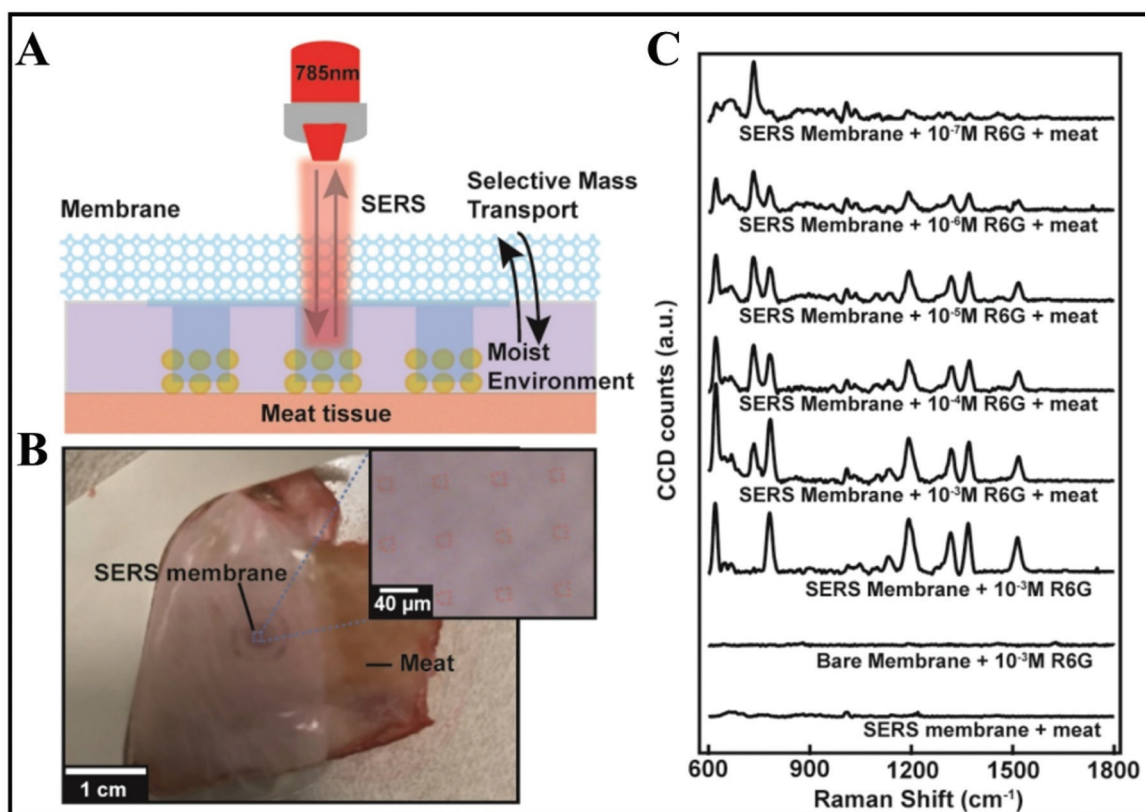 A
785nm
Membrane
SERS
Selective Mass
Transport
Moist
Environment
Meat tissue
B
SERS membrane
40 µm
Meat
1 cm
C
CCD counts (a.u.)
SERS Membrane + 10⁻⁷M R6G + meat
SERS Membrane + 10⁻⁶M R6G + meat
SERS Membrane + 10⁻⁵M R6G + meat
SERS Membrane + 10⁻⁴M R6G + meat
SERS Membrane + 10⁻³M R6G + meat
SERS Membrane + 10⁻³M R6G
Bare Membrane + 10⁻³M R6G
SERS membrane + meat
600 900 1200 1500 1800
Raman Shift (cm⁻¹)